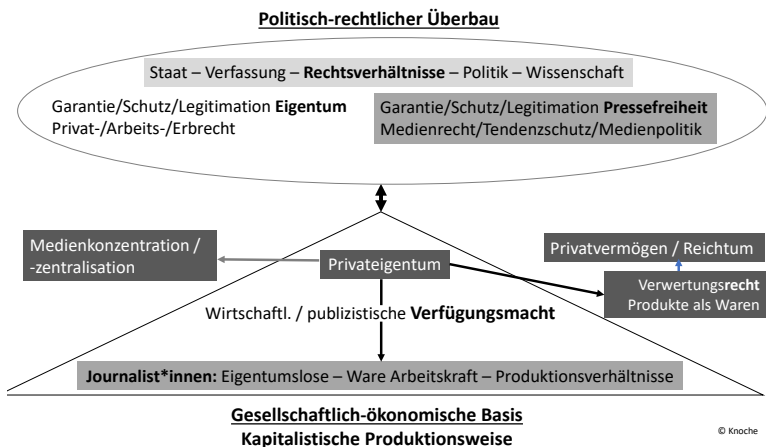 Politisch-rechtlicher Überbau
Staat – Verfassung – Rechtsverhältnisse – Politik – Wissenschaft
Garantie/Schutz/Legitimation Eigentum
Privat-/Arbeits-/Erbrecht
Garantie/Schutz/Legitimation Pressefreiheit
Medienrecht/Tendenzschutz/Medienpolitik
Medienkonzentration /
-zentralisation
Privateigentum
Privatvermögen / Reichtum
Verwertungsrecht
Produkte als Waren
Wirtschaftl. / publizistische Verfügungsmacht
Journalist*innen: Eigentumslose – Ware Arbeitskraft – Produktionsverhältnisse
Gesellschaftlich-ökonomische Basis
Kapitalistische Produktionsweise
© Knoche